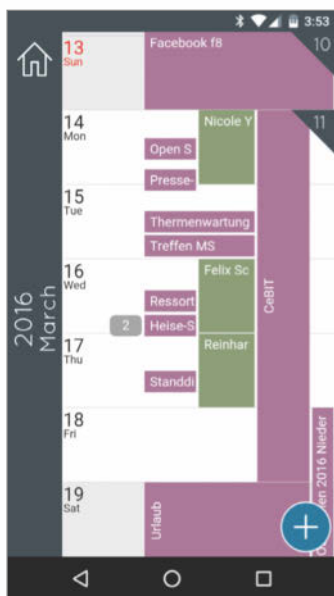 3:53
13
Sun
Facebook f8
10
14
Mon
Nicole Y
11
Open S
Presse-
15
Tue
Thermenwartung
Treffen MS
16
Wed
Felix Sc
CeBIT
Ressort
2
Heise-S
2016
March
17
Thu
Reinhar
Standdi
18
Fri
en 2016 Nieder
19
Sat
Urlaub